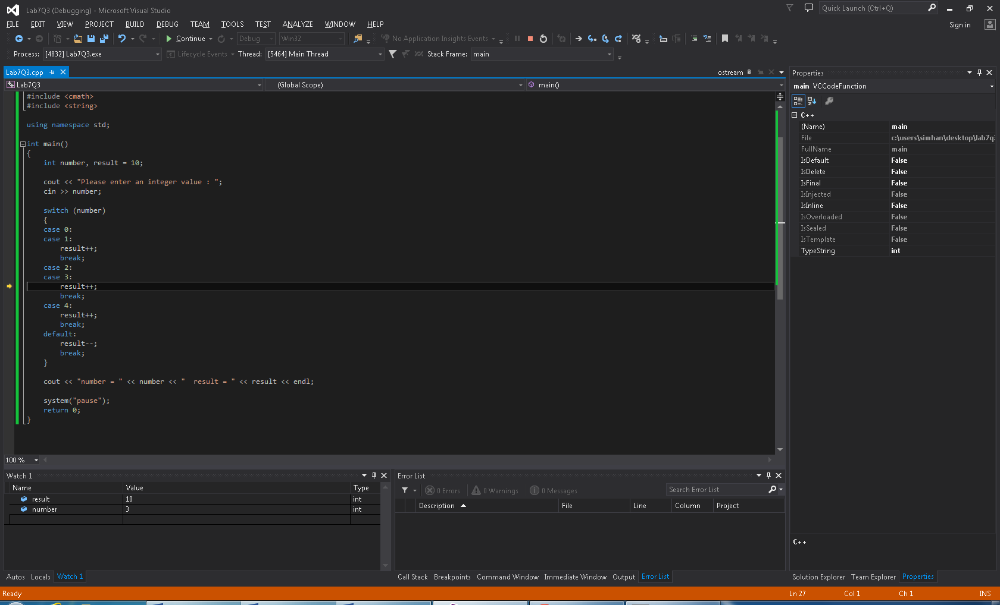 Lab7Q3 (Debugging) - Microsoft Visual Studio
Quick Launch (Ctrl+Q)
FILE EDIT VIEW PROJECT BUILD DEBUG TEAM TOOLS TEST ANALYZE WINDOW HELP
Sign in
Continue Debug Win32 No Application Insights Events
Process: [4832] Lab7Q3.exe Lifecycle Events Thread: [5464] Main Thread Stack Frame: main
Lab7Q3.cpp ostream
Lab7Q3 (Global Scope) main()
#include <cmath>
#include <string>
using namespace std;
int main()
{
int number, result = 10;
cout << "Please enter an integer value : ";
cin >> number;
switch (number)
{
case 0:
case 1:
result++;
break;
case 2:
case 3:
result++;
break;
case 4:
result++;
break;
default:
result--;
break;
}
cout << "number = " << number << "  result = " << result << endl;
system("pause");
return 0;
}
100 %
Properties
main VCCodeFunction
C++
(Name) main
File c:\users\simhan\desktop\lab7q3
FullName main
IsDefault False
IsDelete False
IsFinal False
IsInjected False
IsInline False
IsOverloaded False
IsSealed False
IsTemplate False
TypeString int
C++
Watch 1
Name Value Type
result 10 int
number 3 int
Autos Locals Watch 1
Error List
0 Errors 0 Warnings 0 Messages Search Error List
Description File Line Column Project
Call Stack Breakpoints Command Window Immediate Window Output Error List
Solution Explorer Team Explorer Properties
Ready Ln 27 Col 1 Ch 1 INS